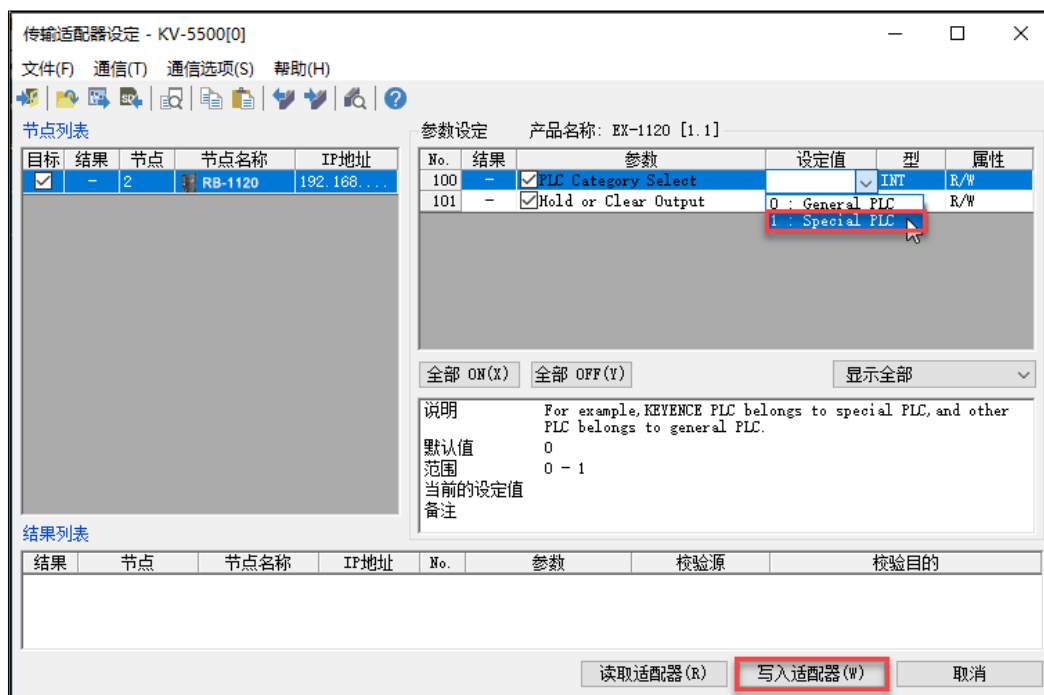 传输适配器设定 - KV-5500[0]
文件(F) 通信(T) 通信选项(S) 帮助(H)
节点列表
目标 结果 节点 节点名称 IP地址
- 2 RB-1120 192.168....
参数设定 产品名称: EX-1120 [1.1]
No. 结果 参数 设定值 型 属性
100 - PLC Category Select INT R/W
101 - Hold or Clear Output R/W
0 : General PLC
1 : Special PLC
全部 ON(X) 全部 OFF(Y) 显示全部
说明 For example,KEYENCE PLC belongs to special PLC,and other
PLC belongs to general PLC.
默认值 0
范围 0 - 1
当前的设定值
备注
结果列表
结果 节点 节点名称 IP地址 No. 参数 校验源 校验目的
读取适配器(R) 写入适配器(W) 取消